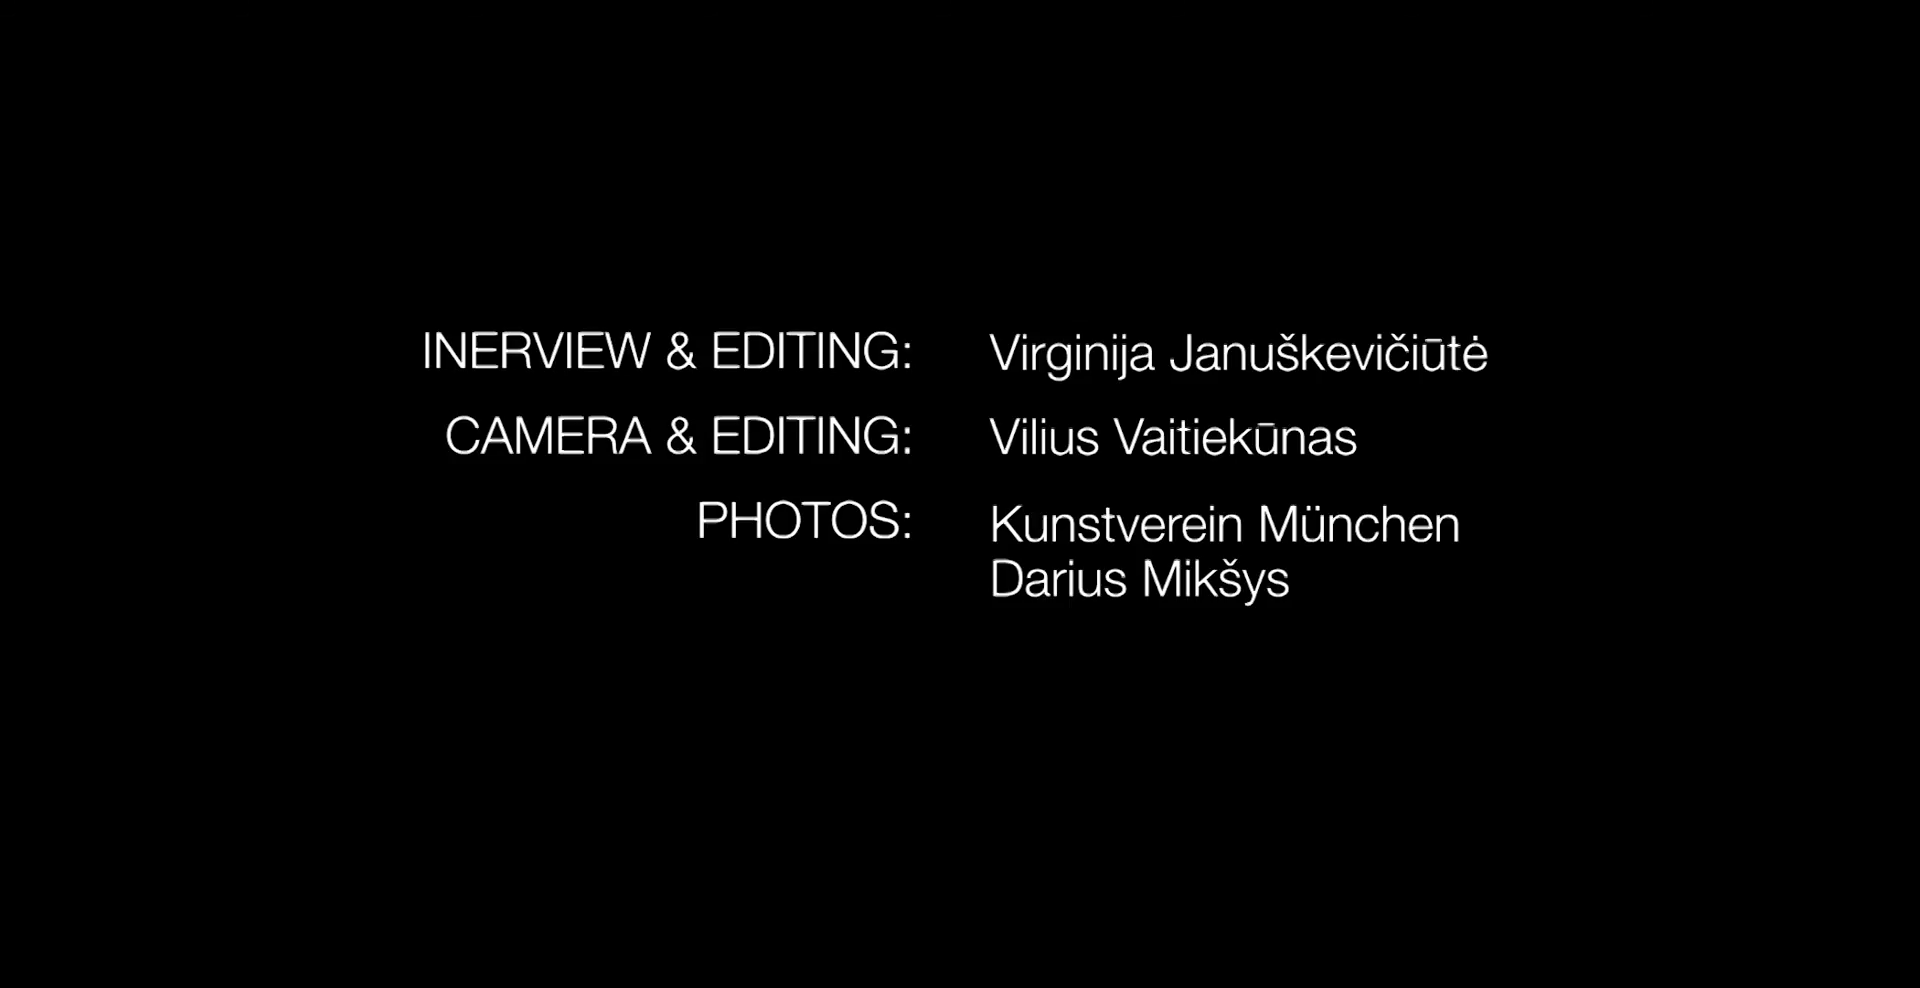 INERVIEW & EDITING: Virginija Januškevičiūtė
CAMERA & EDITING: Vilius Vaitiekūnas
PHOTOS: Kunstverein München
Darius Mikšys